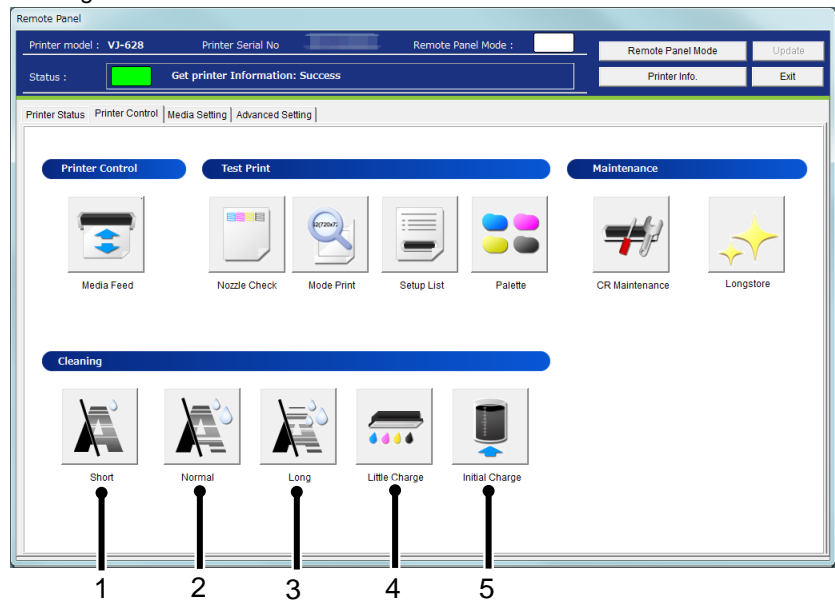 Remote Panel
Printer model : VJ-628 Printer Serial No Remote Panel Mode :
Remote Panel Mode Update
Status : Get printer Information: Success
Printer Info. Exit
Printer Status Printer Control Media Setting Advanced Setting
Printer Control Test Print Maintenance
Media Feed Nozzle Check Mode Print Setup List Palette CR Maintenance Longstore
Cleaning
Short Normal Long Little Charge Initial Charge
1 2 3 4 5